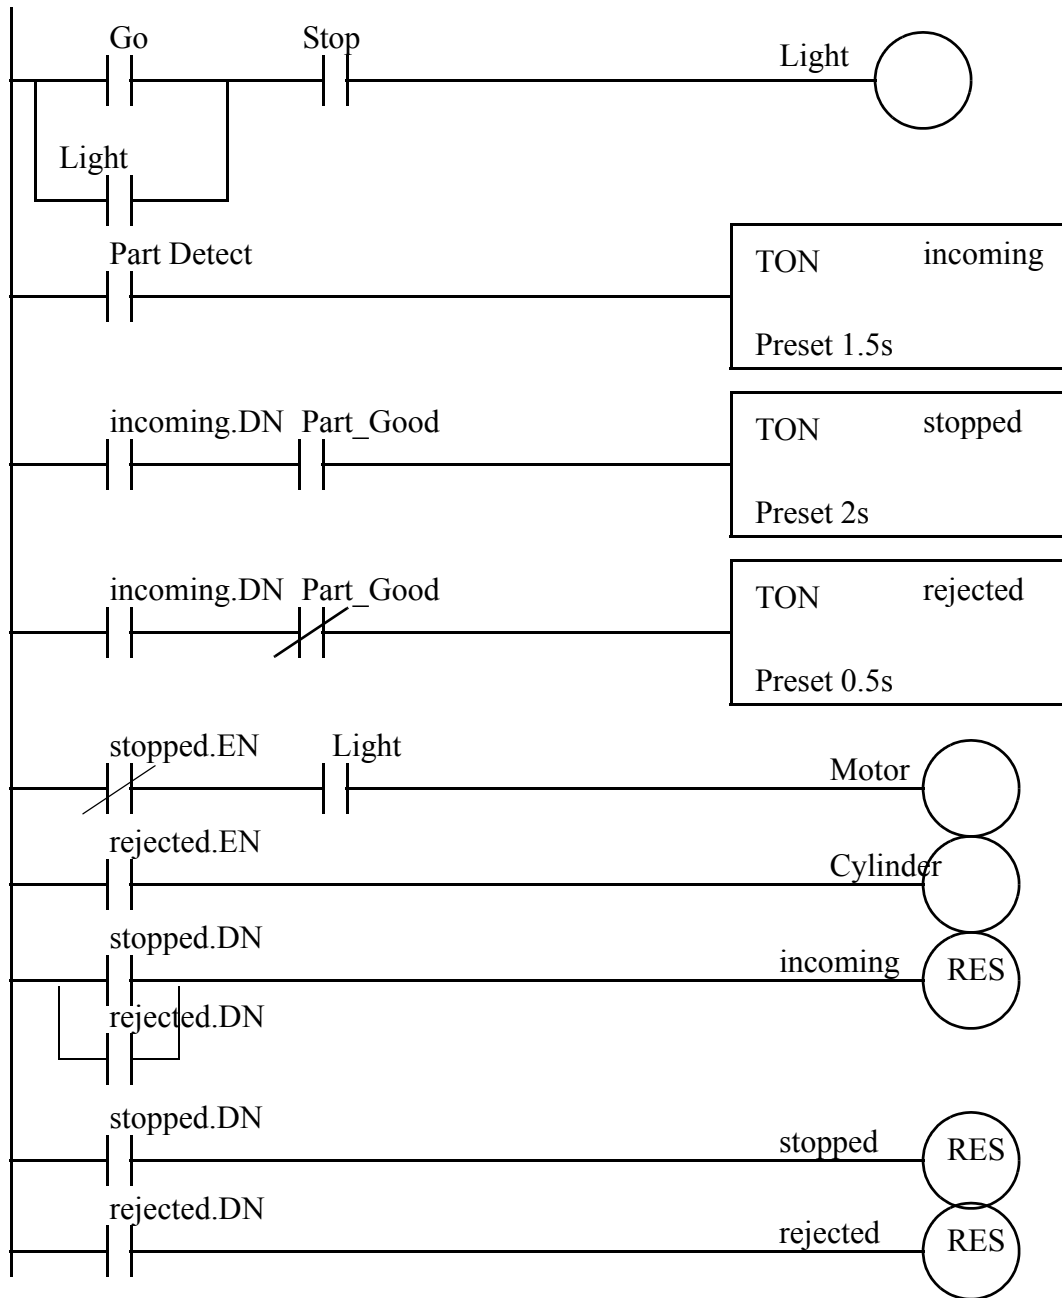 Go Stop Light
Light
Part Detect
TON incoming
Preset 1.5s
incoming.DN Part_Good
TON stopped
Preset 2s
incoming.DN Part_Good
TON rejected
Preset 0.5s
stopped.EN Light Motor
rejected.EN Cylinder
stopped.DN incoming RES
rejected.DN
stopped.DN stopped RES
rejected.DN rejected RES